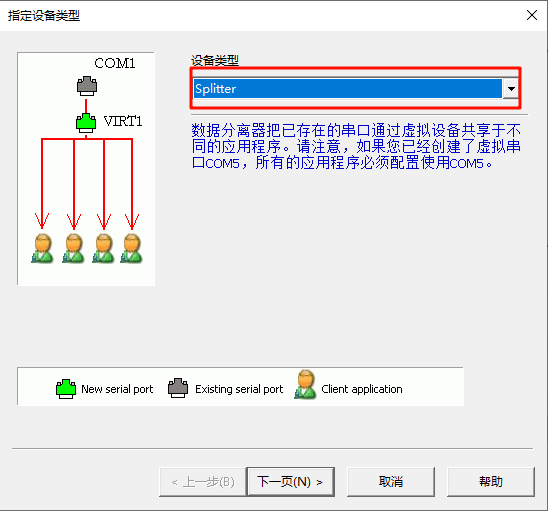 指定设备类型
COM1
VIRT1
设备类型
Splitter
数据分离器把已存在的串口通过虚拟设备共享于不
同的应用程序。请注意，如果您已经创建了虚拟串
口COM5，所有的应用程序必须配置使用COM5。
New serial port
Existing serial port
Client application
< 上一步(B)
下一页(N) >
取消
帮助